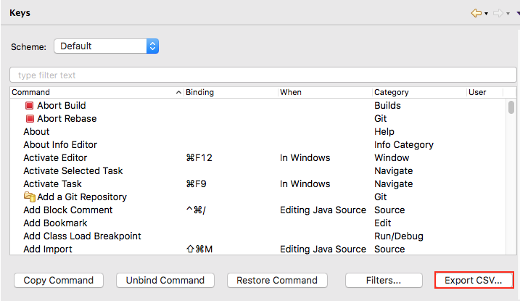 Keys
Scheme: Default
type filter text
Command Binding When Category User
Abort Build Builds
Abort Rebase Git
About Help
About Info Editor Info Category
Activate Editor ⌘F12 In Windows Window
Activate Selected Task Navigate
Activate Task ⌘F9 In Windows Navigate
Add a Git Repository Git
Add Block Comment ^⌘/ Editing Java Source Source
Add Bookmark Edit
Add Class Load Breakpoint Run/Debug
Add Import ⇧⌘M Editing Java Source Source
Copy Command Unbind Command Restore Command Filters... Export CSV...